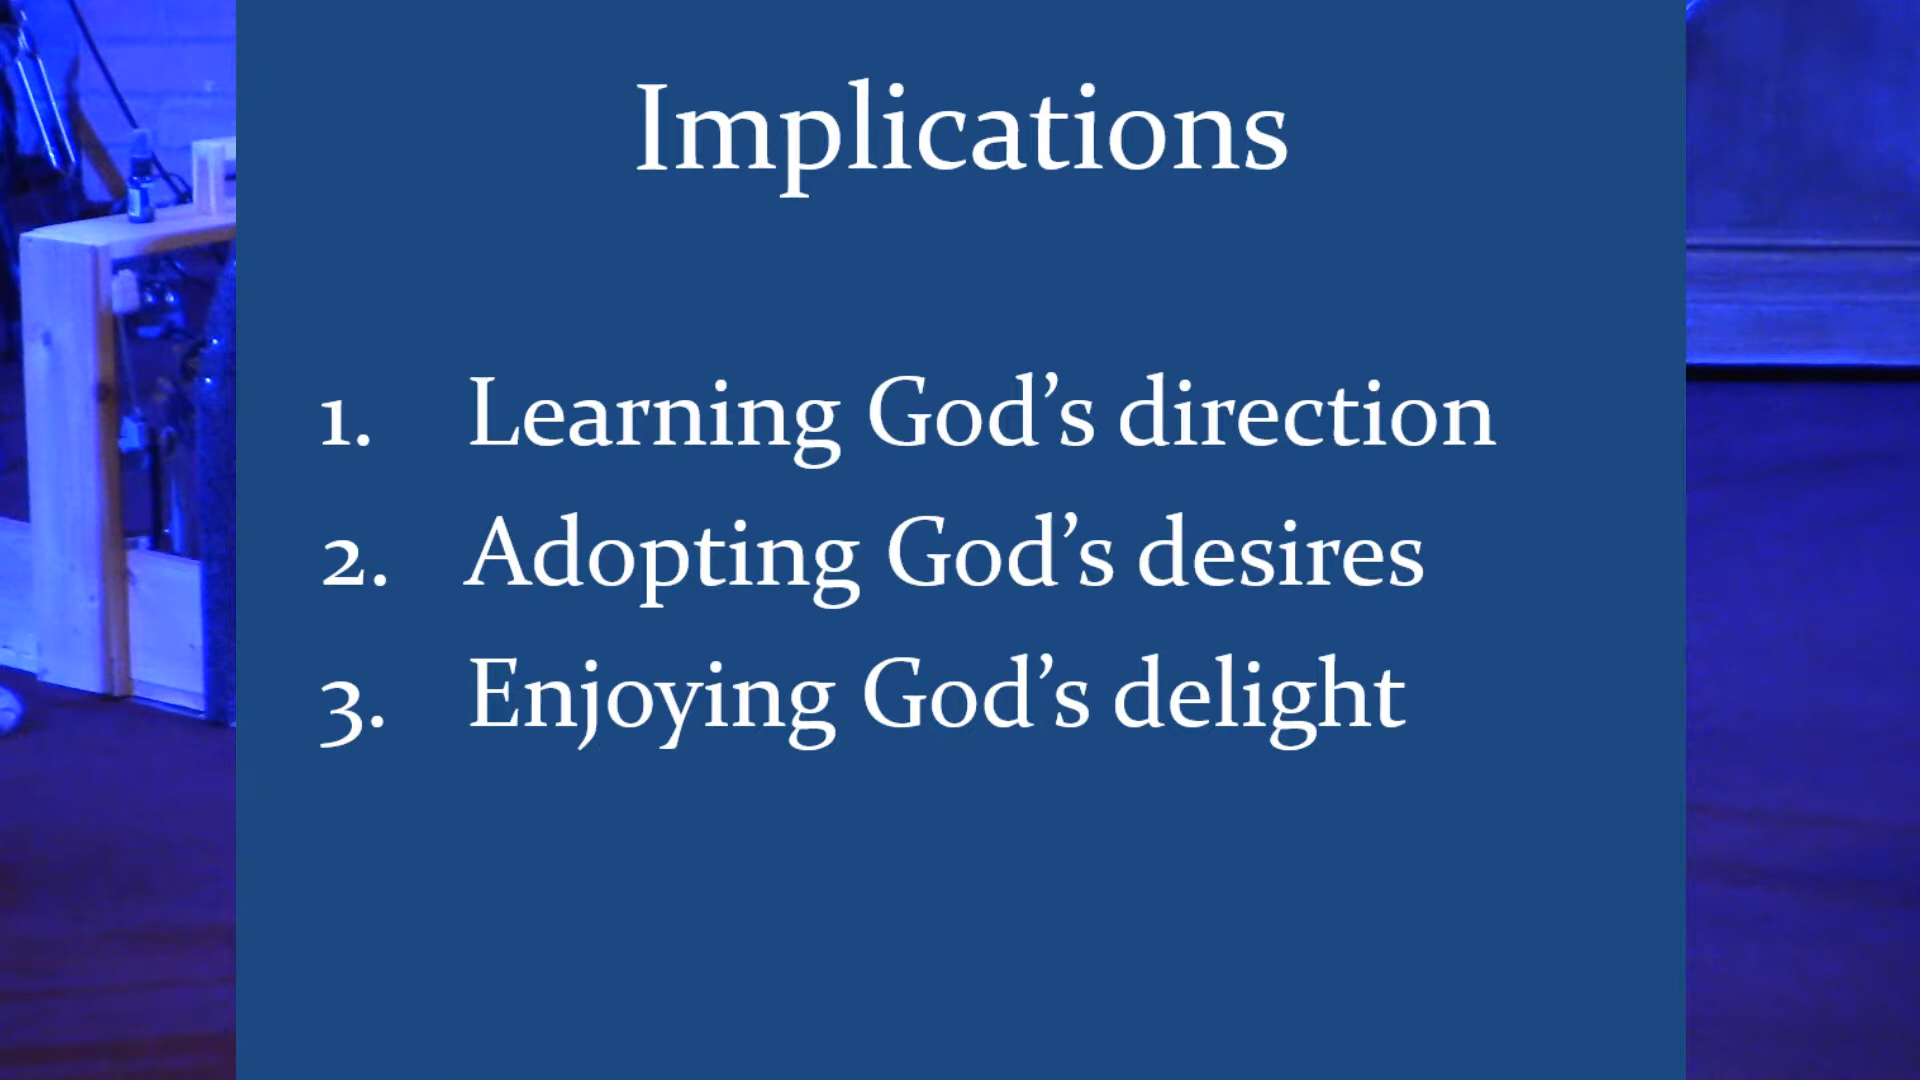 Implications
1. Learning God’s direction
2. Adopting God’s desires
3. Enjoying God’s delight